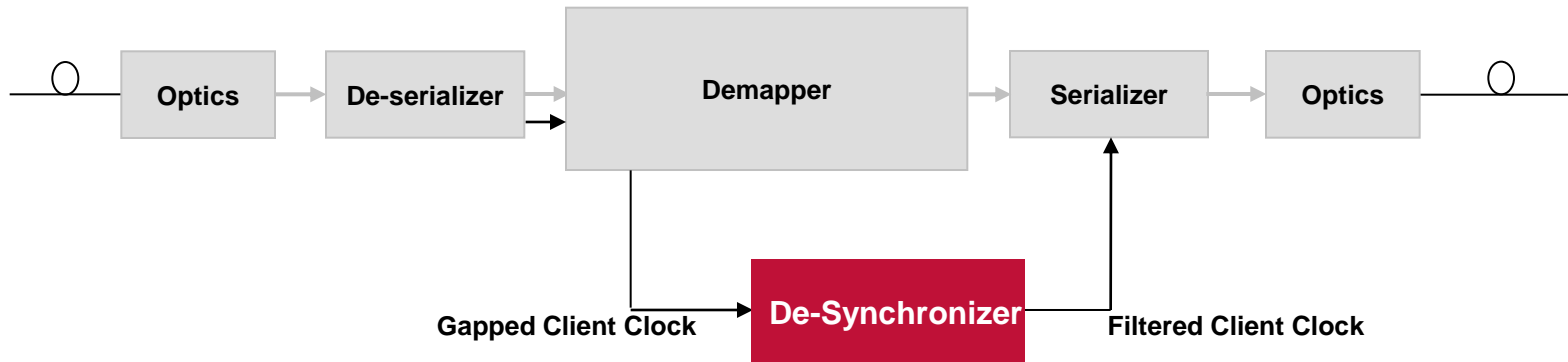 Optics
De-serializer
Demapper
Serializer
Optics
Gapped Client Clock
De-Synchronizer
Filtered Client Clock